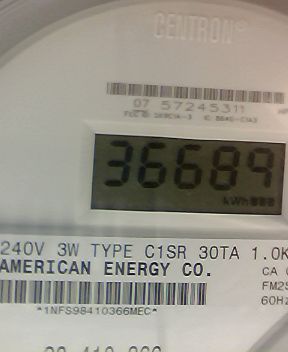 CENTRON®
07 57245311
36689
kWh
240V 3W TYPE C1SR 30TA 1.0K
AMERICAN ENERGY CO.
CA
FM2S
60Hz
*1NFS98410366MEC*